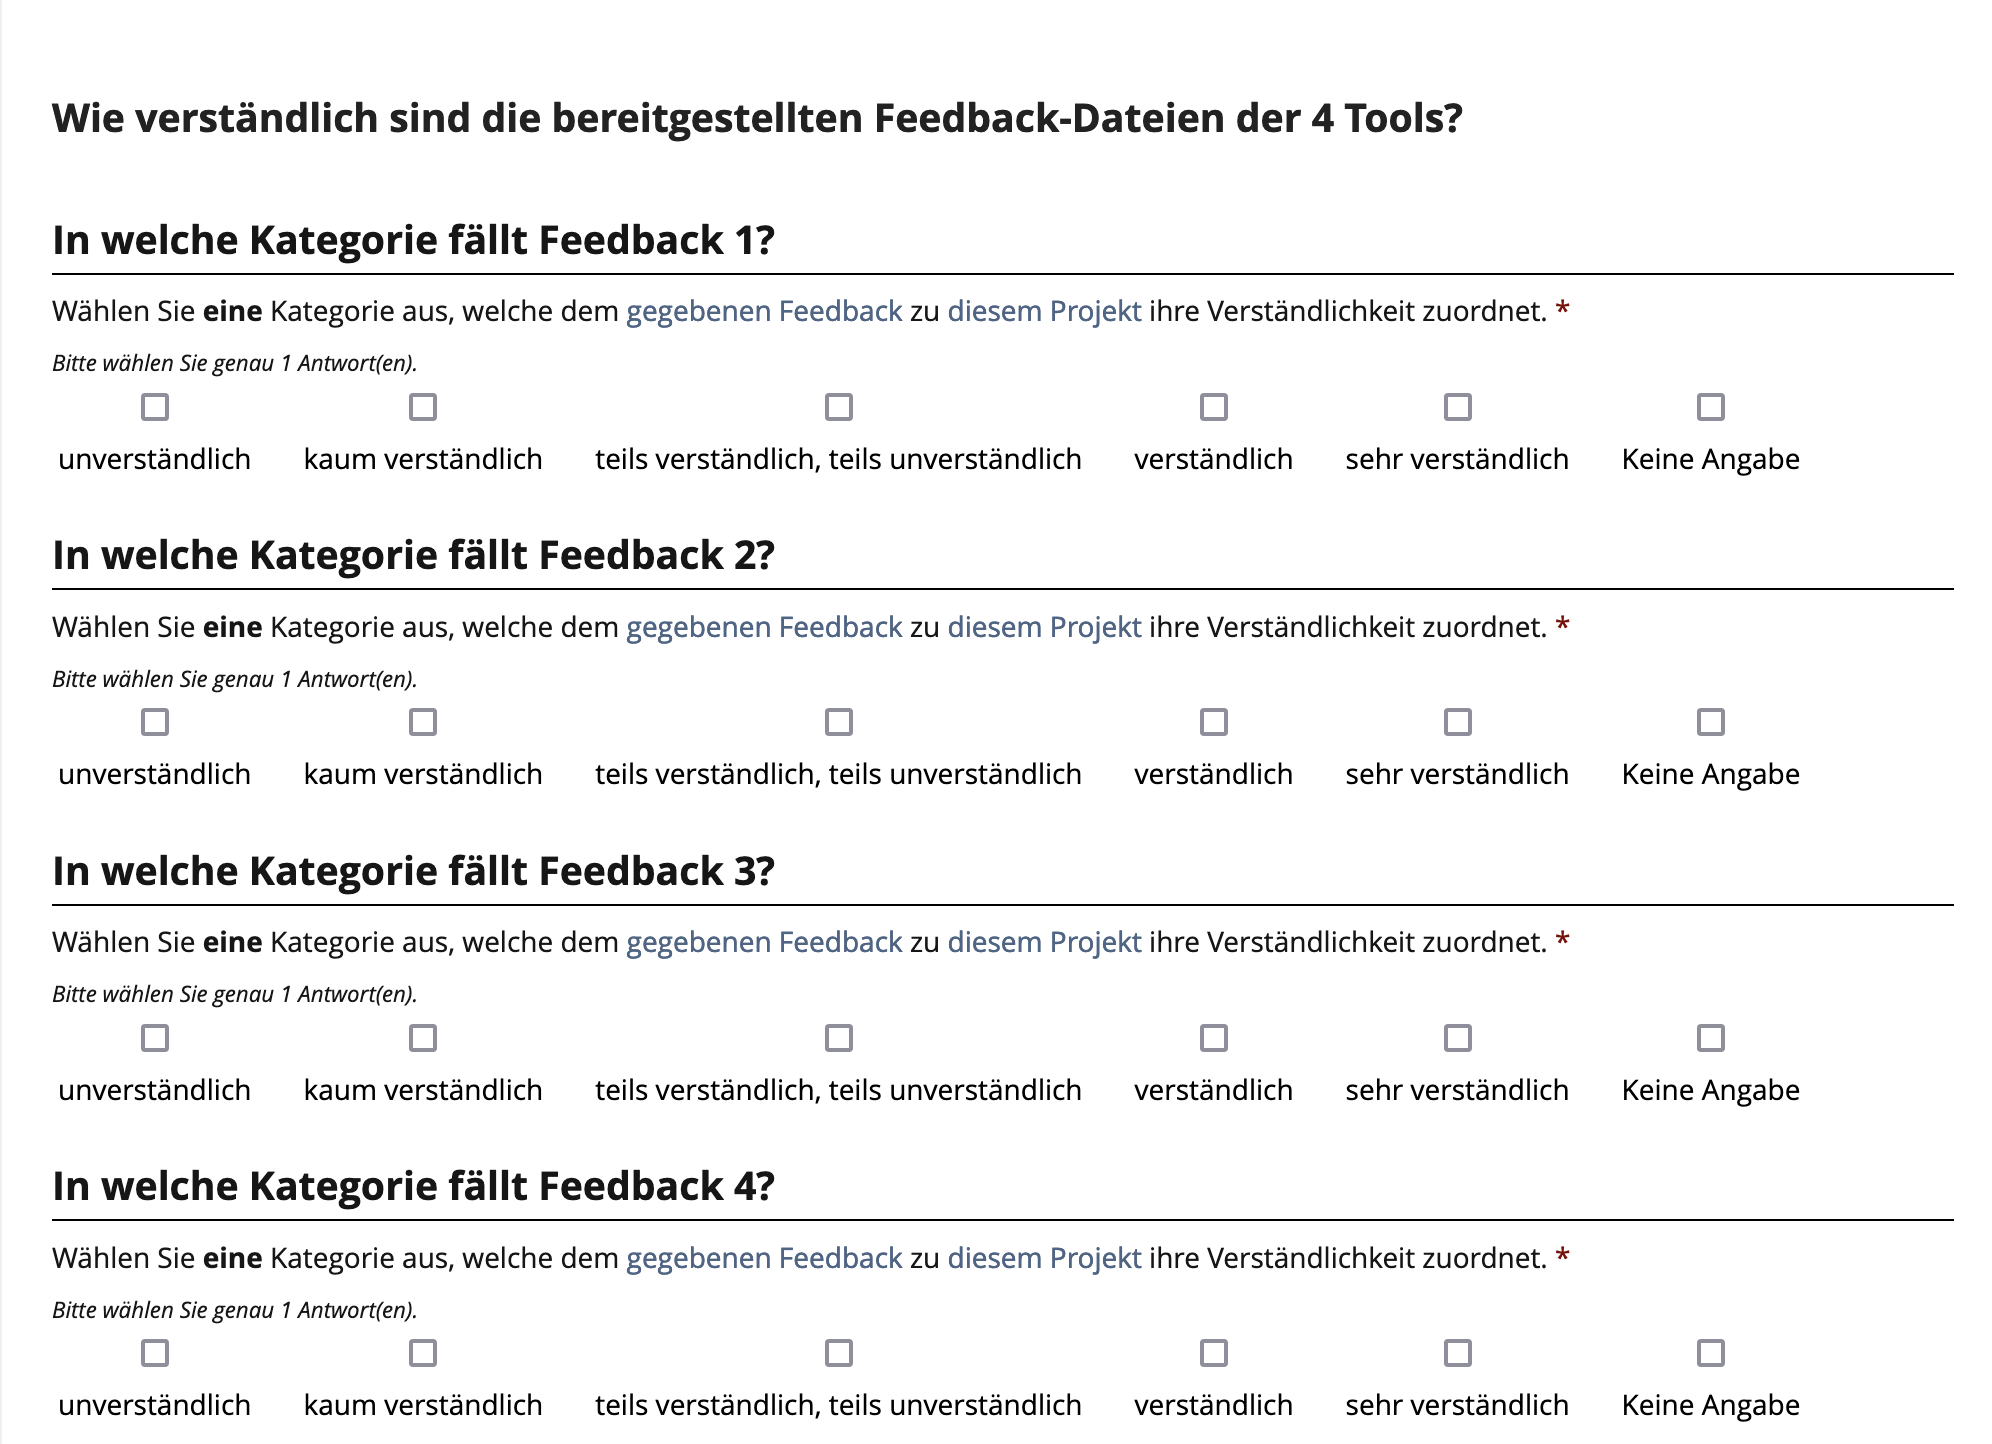 Wie verständlich sind die bereitgestellten Feedback-Dateien der 4 Tools?
In welche Kategorie fällt Feedback 1?
Wählen Sie eine Kategorie aus, welche dem gegebenen Feedback zu diesem Projekt ihre Verständlichkeit zuordnet. *
Bitte wählen Sie genau 1 Antwort(en).
unverständlich kaum verständlich teils verständlich, teils unverständlich verständlich sehr verständlich Keine Angabe
In welche Kategorie fällt Feedback 2?
Wählen Sie eine Kategorie aus, welche dem gegebenen Feedback zu diesem Projekt ihre Verständlichkeit zuordnet. *
Bitte wählen Sie genau 1 Antwort(en).
unverständlich kaum verständlich teils verständlich, teils unverständlich verständlich sehr verständlich Keine Angabe
In welche Kategorie fällt Feedback 3?
Wählen Sie eine Kategorie aus, welche dem gegebenen Feedback zu diesem Projekt ihre Verständlichkeit zuordnet. *
Bitte wählen Sie genau 1 Antwort(en).
unverständlich kaum verständlich teils verständlich, teils unverständlich verständlich sehr verständlich Keine Angabe
In welche Kategorie fällt Feedback 4?
Wählen Sie eine Kategorie aus, welche dem gegebenen Feedback zu diesem Projekt ihre Verständlichkeit zuordnet. *
Bitte wählen Sie genau 1 Antwort(en).
unverständlich kaum verständlich teils verständlich, teils unverständlich verständlich sehr verständlich Keine Angabe